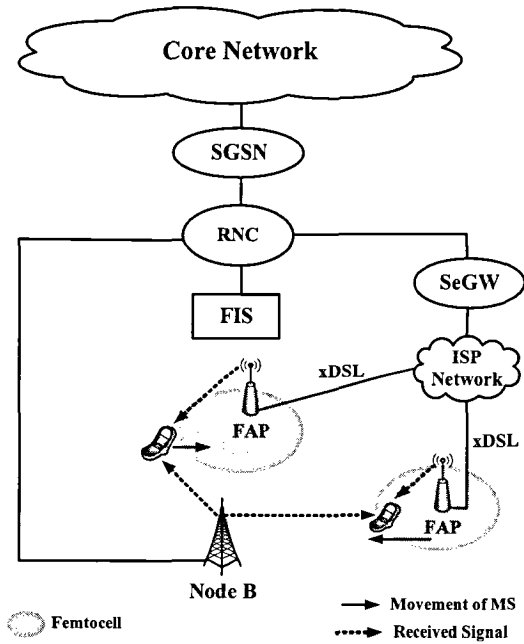 Core Network
SGSN
RNC
SeGW
FIS
ISP
Network
xDSL
FAP
xDSL
FAP
Node B
Movement of MS
Femtocell
Received Signal